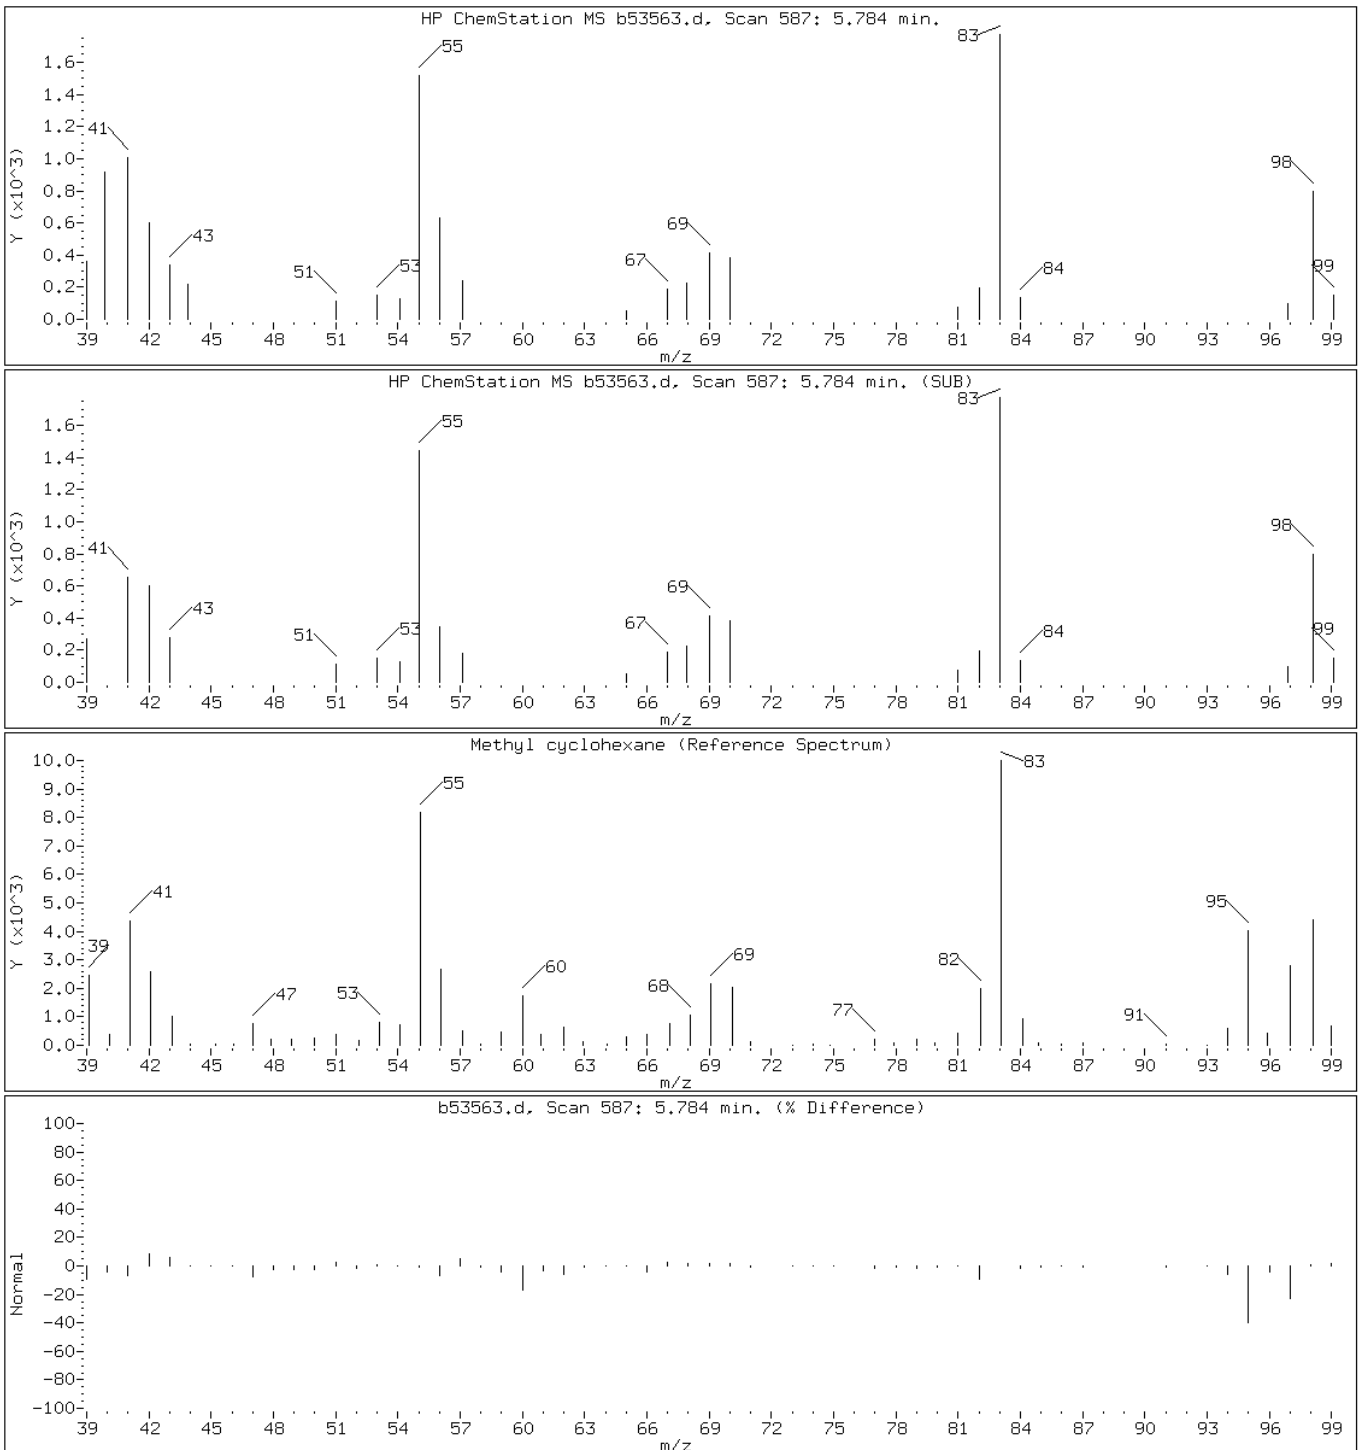 HP ChemStation MS b53563.d, Scan 587: 5.784 min.
Y (x10^3)
1.6
1.4
1.2
1.0
0.8
0.6
0.4
0.2
0.0
41 43 51 53 55 67 69 83 84 98 99
39 42 45 48 51 54 57 60 63 66 69 72 75 78 81 84 87 90 93 96 99
m/z
HP ChemStation MS b53563.d, Scan 587: 5.784 min. (SUB)
Y (x10^3)
1.6
1.4
1.2
1.0
0.8
0.6
0.4
0.2
0.0
41 43 51 53 55 67 69 83 84 98 99
39 42 45 48 51 54 57 60 63 66 69 72 75 78 81 84 87 90 93 96 99
m/z
Methyl cyclohexane (Reference Spectrum)
Y (x10^3)
10.0
9.0
8.0
7.0
6.0
5.0
4.0
3.0
2.0
1.0
0.0
39 41 47 53 55 60 68 69 77 82 83 91 95
39 42 45 48 51 54 57 60 63 66 69 72 75 78 81 84 87 90 93 96 99
m/z
b53563.d, Scan 587: 5.784 min. (% Difference)
Normal
100
80
60
40
20
0
-20
-40
-60
-80
-100
39 42 45 48 51 54 57 60 63 66 69 72 75 78 81 84 87 90 93 96 99
m/z